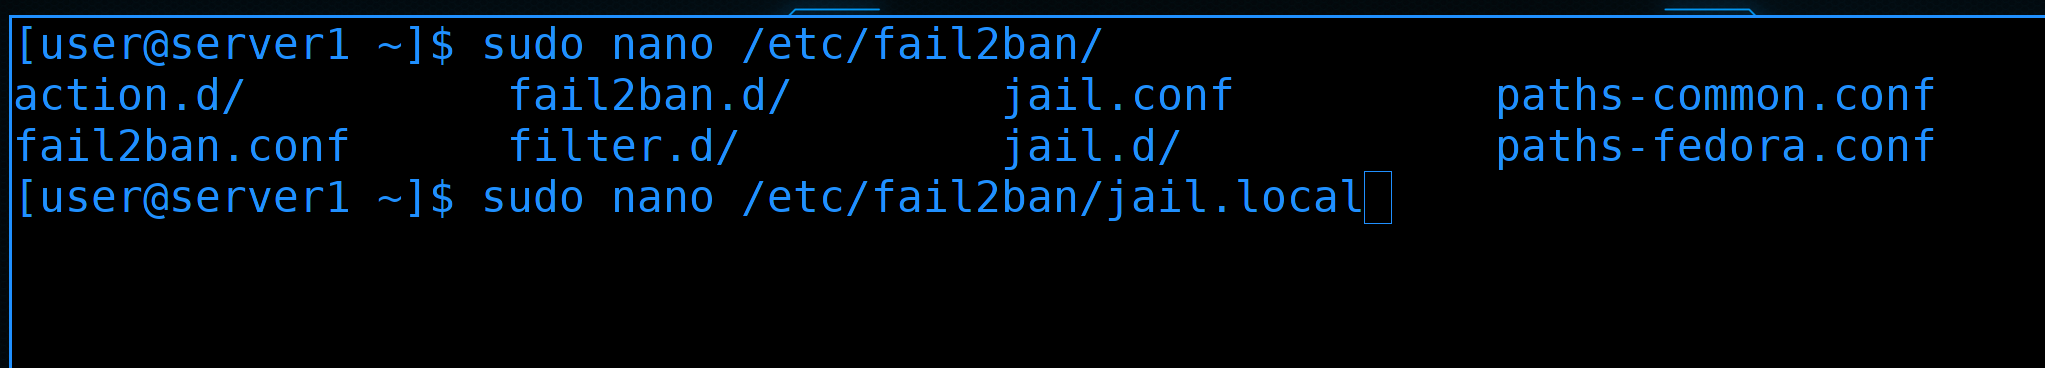 [user@server1 ~]$ sudo nano /etc/fail2ban/
action.d/ fail2ban.d/ jail.conf paths-common.conf
fail2ban.conf filter.d/ jail.d/ paths-fedora.conf
[user@server1 ~]$ sudo nano /etc/fail2ban/jail.local